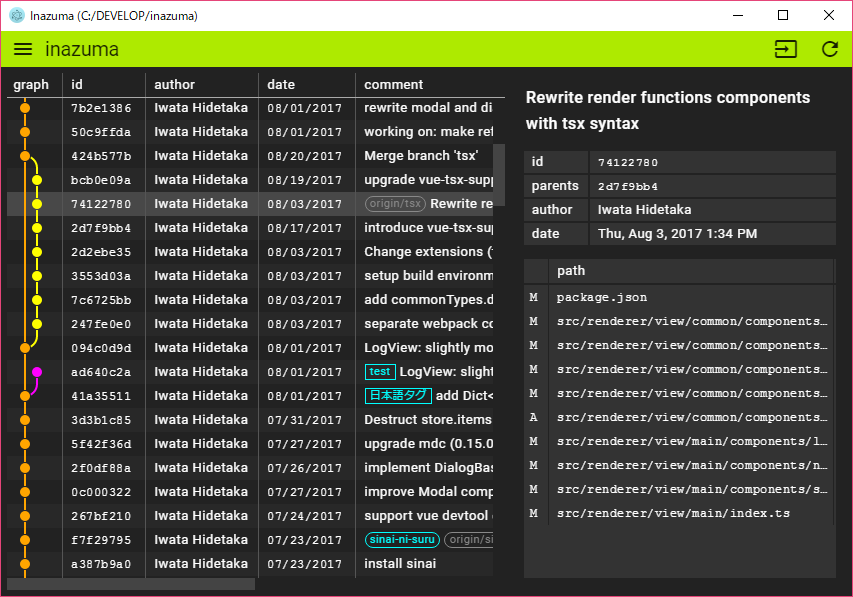 Inazuma (C:/DEVELOP/inazuma)
inazuma
graph id author date comment
7b2e1386 Iwata Hidetaka 08/01/2017 rewrite modal and di
50c9ffda Iwata Hidetaka 08/01/2017 working on: make ref
424b577b Iwata Hidetaka 08/20/2017 Merge branch 'tsx'
bcb0e09a Iwata Hidetaka 08/19/2017 upgrade vue-tsx-supp
74122780 Iwata Hidetaka 08/03/2017 origin/tsx Rewrite re
2d7f9bb4 Iwata Hidetaka 08/17/2017 introduce vue-tsx-su
2d2ebe35 Iwata Hidetaka 08/03/2017 Change extensions (
3553d03a Iwata Hidetaka 08/03/2017 setup build environm
7c6725bb Iwata Hidetaka 08/03/2017 add commonTypes.d
247fe0e0 Iwata Hidetaka 08/03/2017 separate webpack co
094c0d9d Iwata Hidetaka 08/01/2017 LogView: slightly mo
ad640c2a Iwata Hidetaka 08/01/2017 test LogView: slight
41a35511 Iwata Hidetaka 08/01/2017 日本語タグ add Dict<
3d3b1c85 Iwata Hidetaka 07/31/2017 Destruct store.items
5f42f36d Iwata Hidetaka 07/27/2017 upgrade mdc (0.15.0
2f0df88a Iwata Hidetaka 07/26/2017 implement DialogBas
0c000322 Iwata Hidetaka 07/27/2017 improve Modal comp
267bf210 Iwata Hidetaka 07/24/2017 support vue devtool
f7f29795 Iwata Hidetaka 07/23/2017 sinai-ni-suru origin/si
a387b9a0 Iwata Hidetaka 07/23/2017 install sinai
Rewrite render functions components
with tsx syntax
id 74122780
parents 2d7f9bb4
author Iwata Hidetaka
date Thu, Aug 3, 2017 1:34 PM
path
M package.json
M src/renderer/view/common/components…
M src/renderer/view/common/components…
M src/renderer/view/common/components…
M src/renderer/view/common/components…
A src/renderer/view/common/components…
M src/renderer/view/main/components/l…
M src/renderer/view/main/components/n…
M src/renderer/view/main/components/s…
M src/renderer/view/main/index.ts